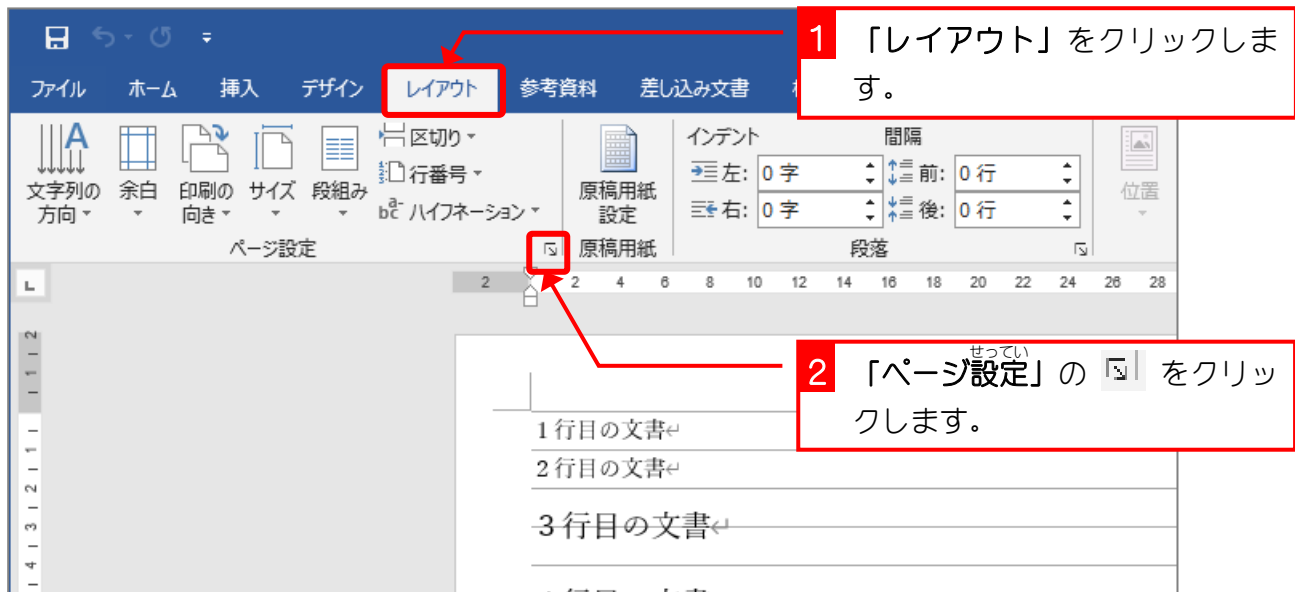 1 「レイアウト」をクリックしま
す。
ファイル ホーム 挿入 デザイン レイアウト 参考資料 差し込み文書
文字列の方向 余白 印刷の向き サイズ 段組み
区切り
行番号
ハイフネーション
ページ設定
原稿用紙設定
原稿用紙
インデント 間隔
左: 0 字 前: 0 行
右: 0 字 後: 0 行
段落
位置
L
2 2 4 6 8 10 12 14 16 18 20 22 24 26 28
2 1 1 2 3 4
せってい
2 「ページ設定」の をクリッ
クします。
1 行目の文書↵
2 行目の文書↵
3 行目の文書↵